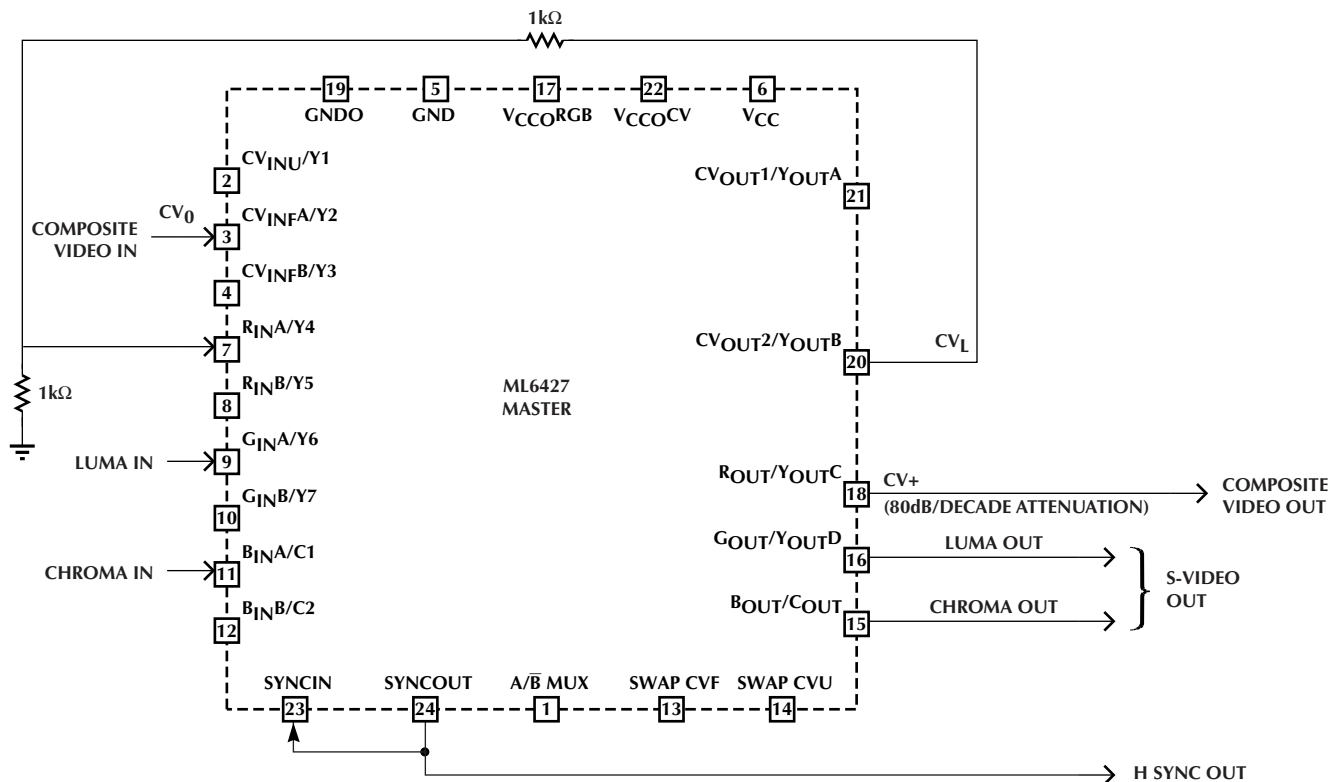 1kΩ
19 5 17 22 6
GNDO GND VCCORGB VCCOCV VCC
CVINU/Y1
2
CVOUT1/YOUTA
21
CV0
CVINFA/Y2
COMPOSITE
VIDEO IN
3
CVINFB/Y3
4
RINA/Y4
7
CVOUT2/YOUTB
CVL
20
1kΩ
RINB/Y5
8
ML6427
MASTER
GINA/Y6
LUMA IN
9
ROUT/YOUTC
CV+
18
(80dB/DECADE ATTENUATION)
COMPOSITE
VIDEO OUT
GINB/Y7
10
GOUT/YOUTD
16
LUMA OUT
BINA/C1
CHROMA IN
11
S-VIDEO
OUT
BOUT/COUT
15
CHROMA OUT
BINB/C2
12
SYNCIN SYNCOUT A/B̅ MUX SWAP CVF SWAP CVU
23 24 1 13 14
H SYNC OUT